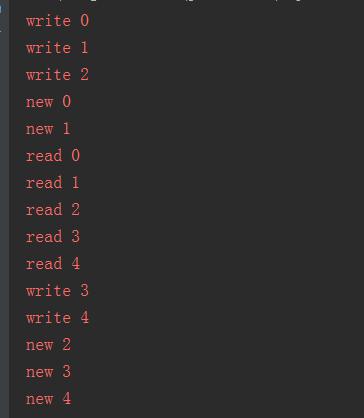 write 0
write 1
write 2
new 0
new 1
read 0
read 1
read 2
read 3
read 4
write 3
write 4
new 2
new 3
new 4